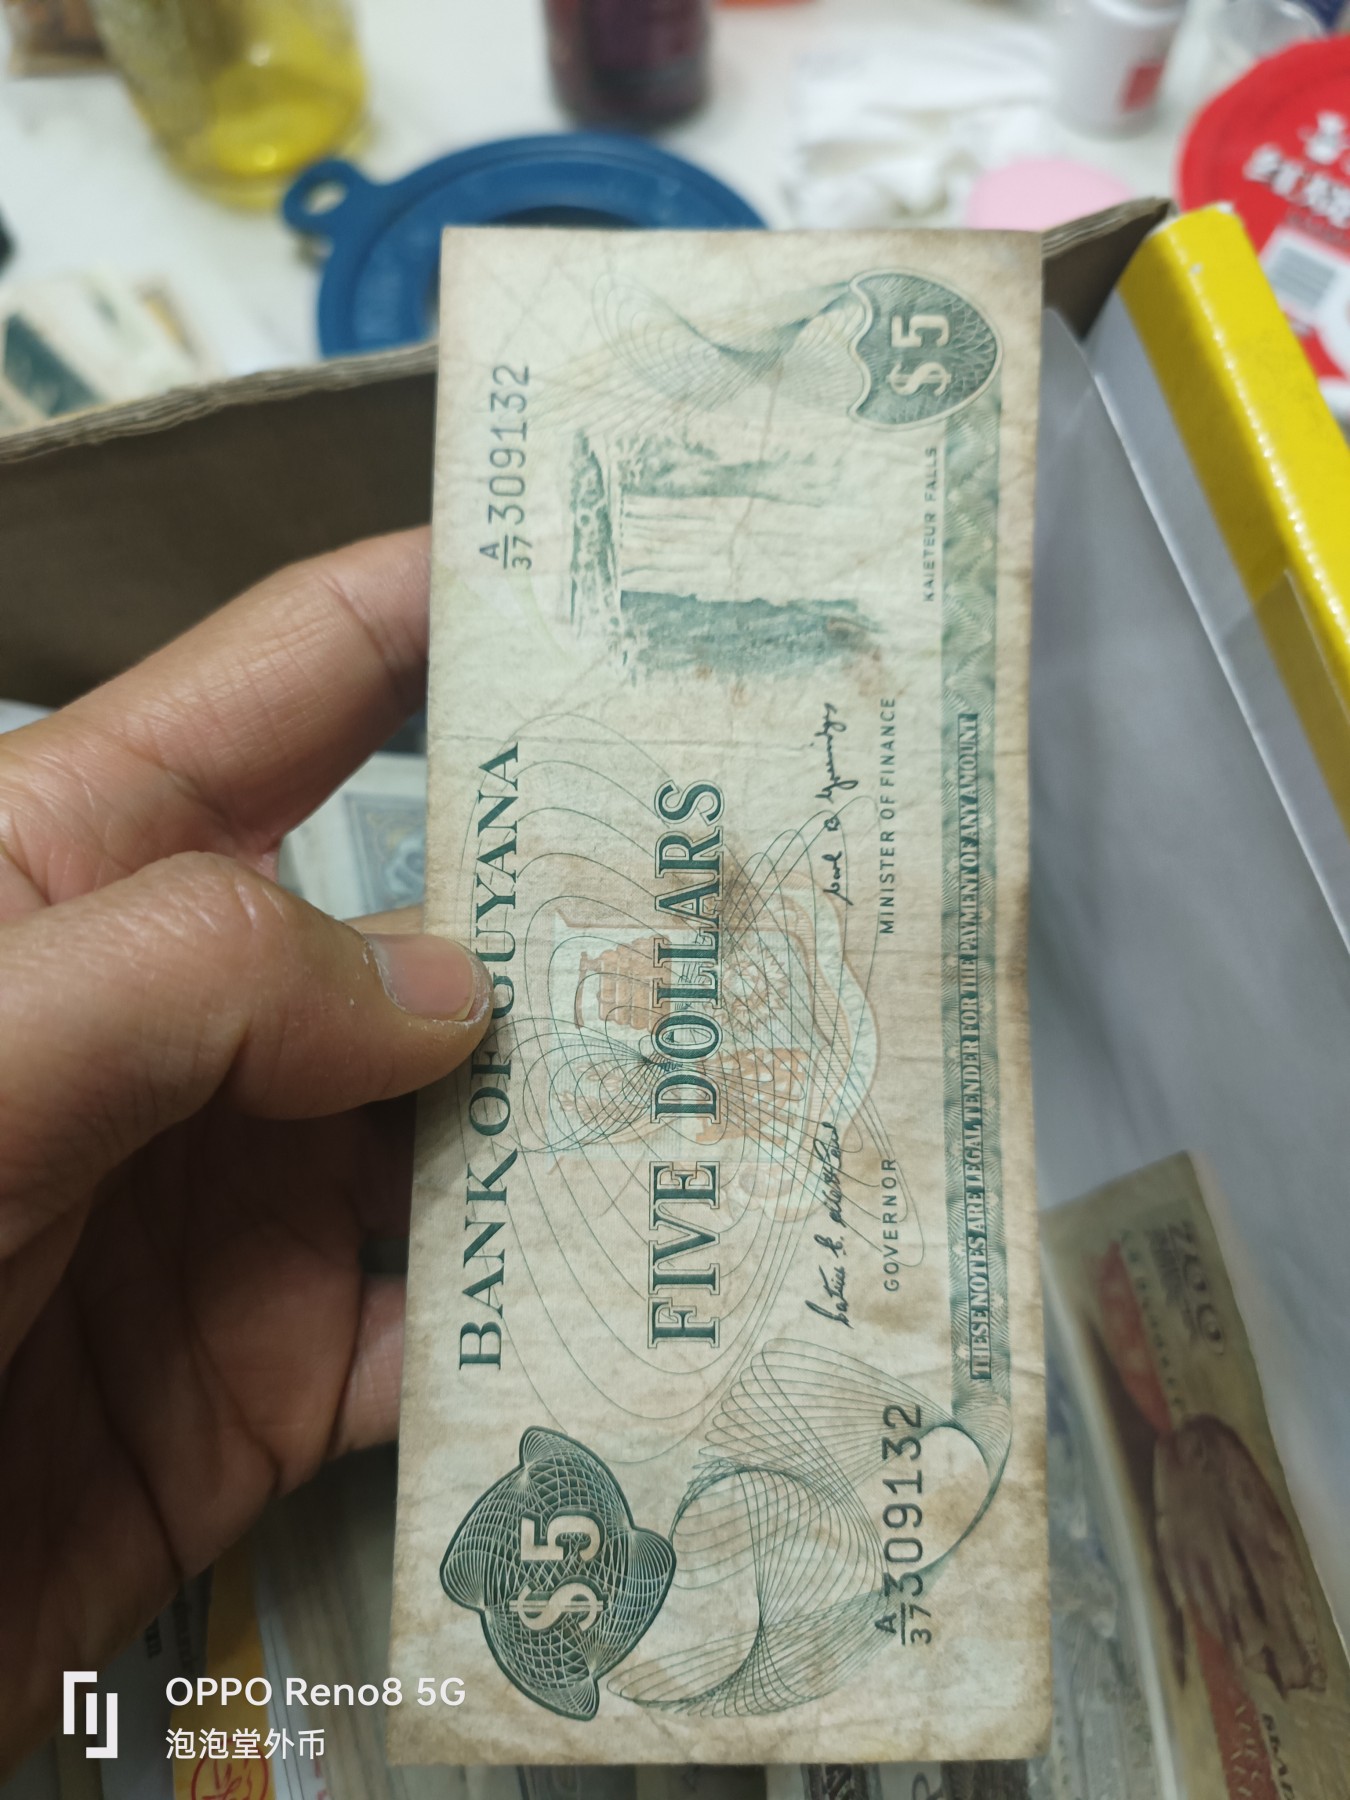 BANK OF GUYANA
A/37 309132
$5
FIVE DOLLARS
$5
KAIETEUR FALLS
GOVERNOR
MINISTER OF FINANCE
A/37 309132
THESE NOTES ARE LEGAL TENDER FOR THE PAYMENT OF ANY AMOUNT
OPPO Reno8 5G
泡泡堂外币